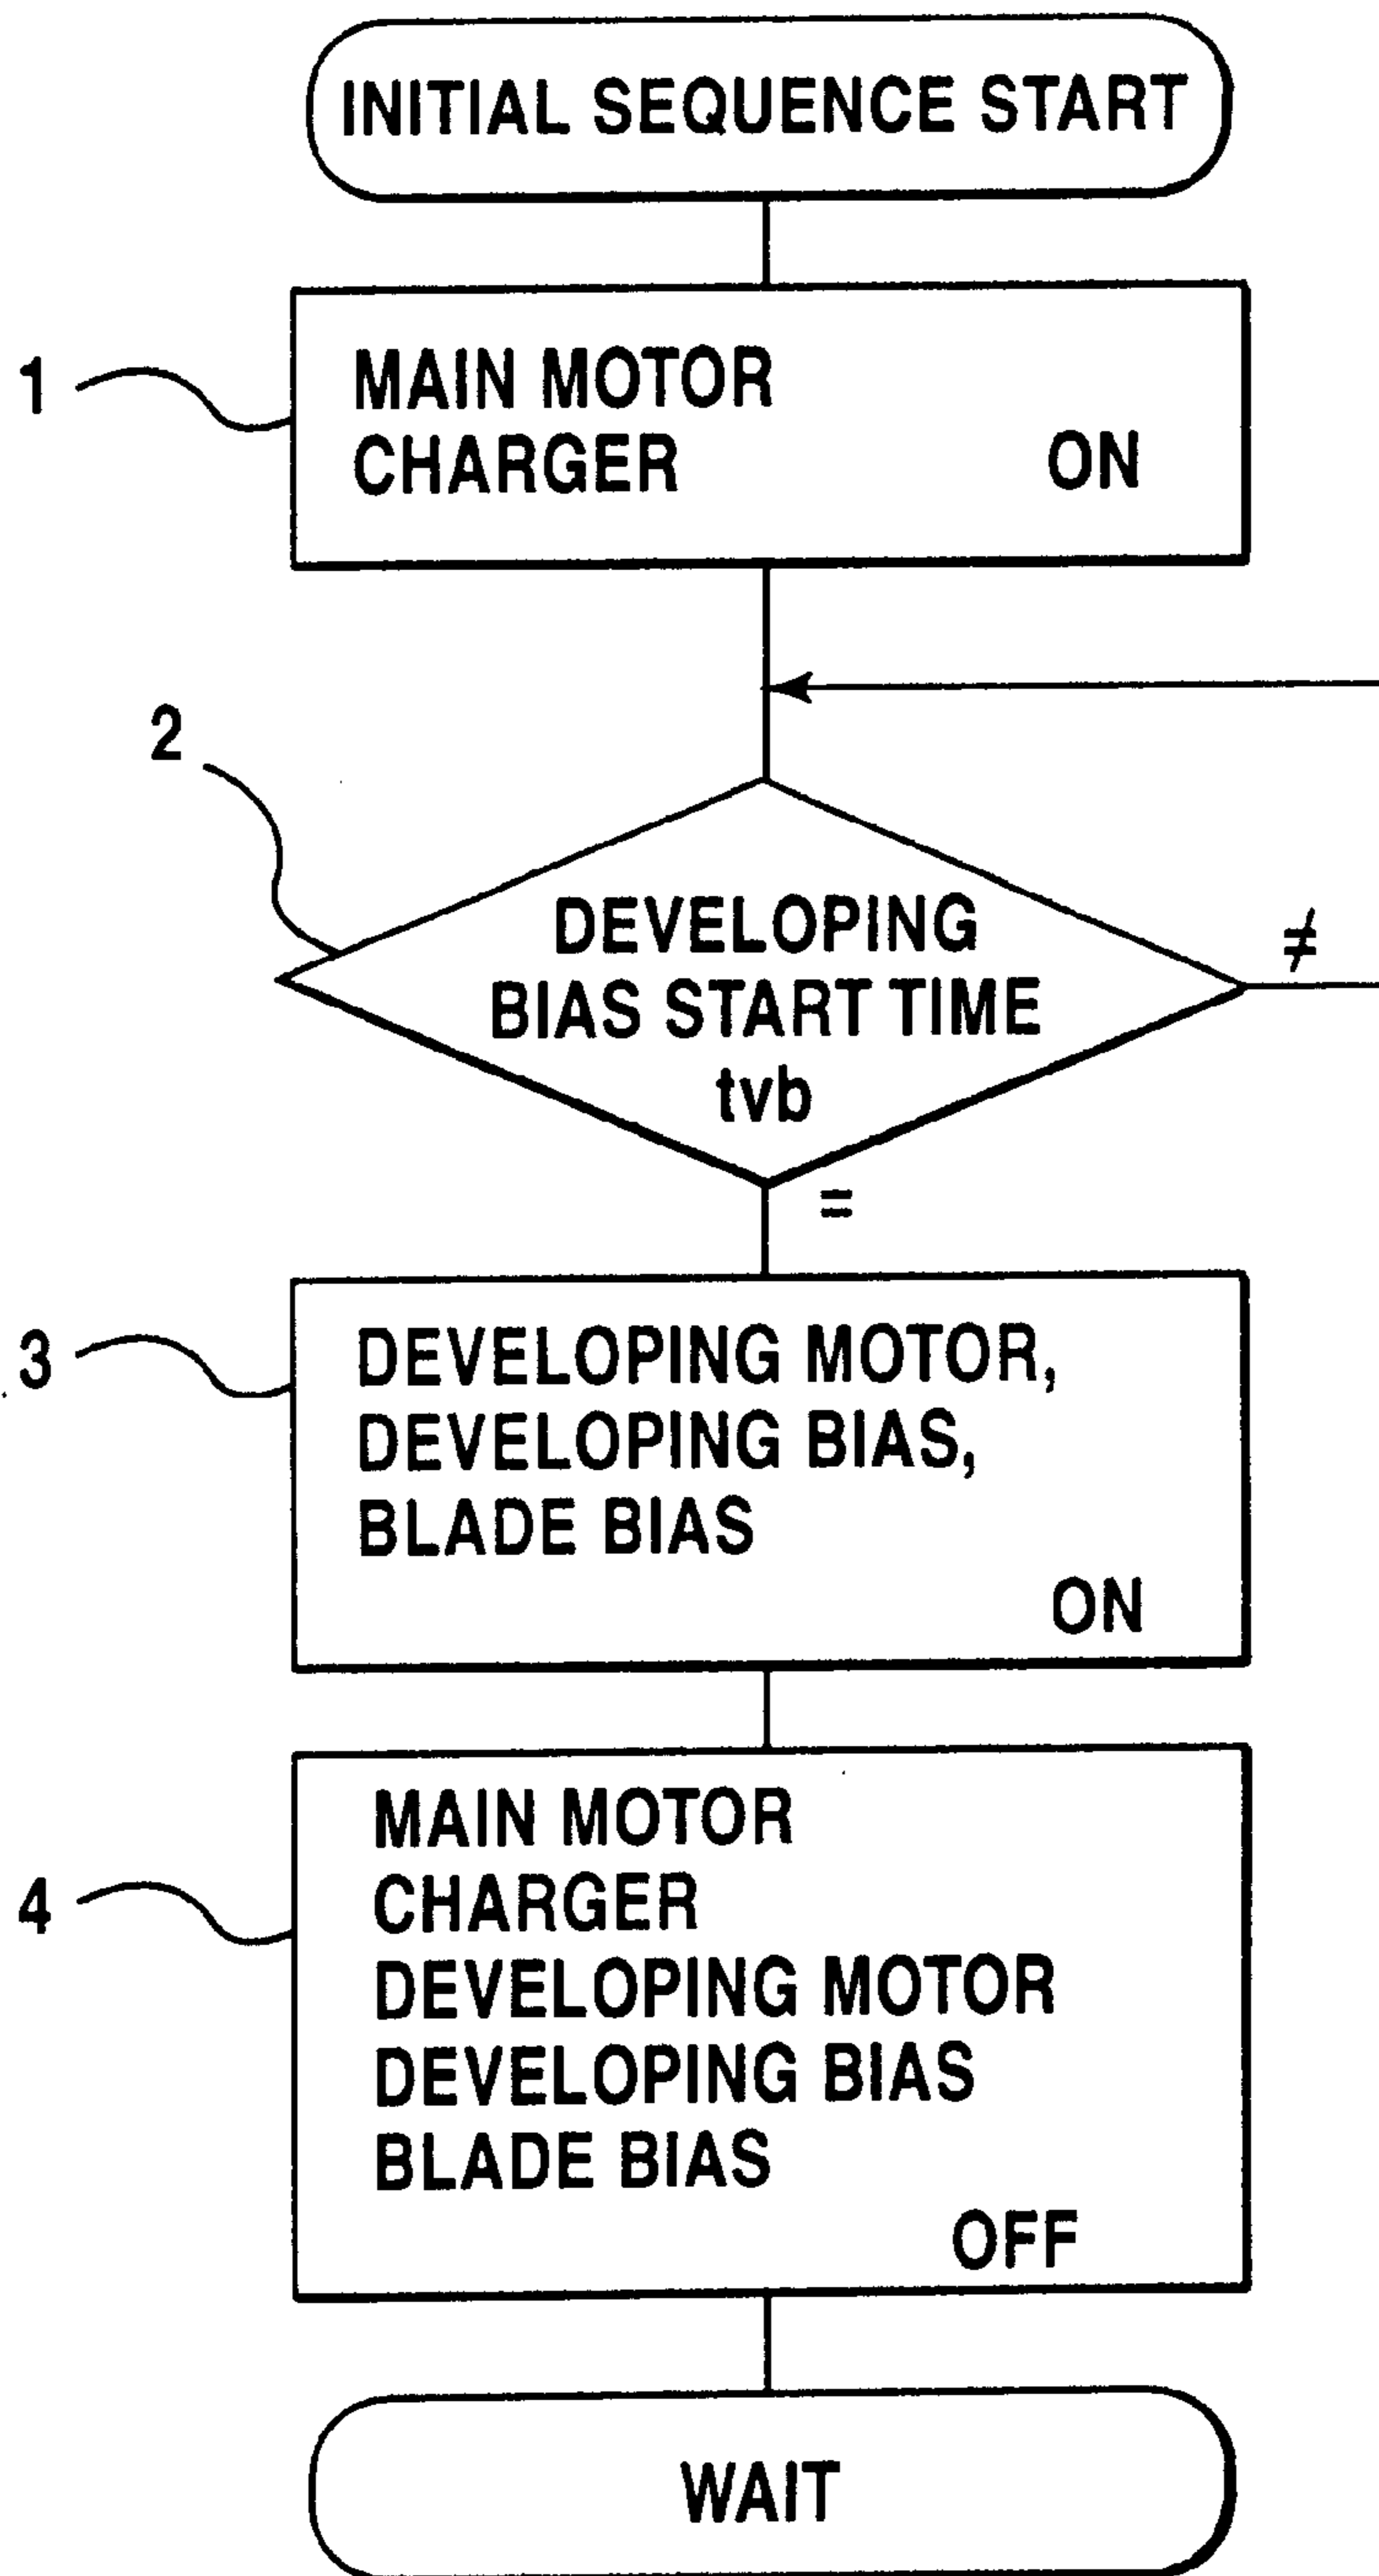 INITIAL SEQUENCE START
1
MAIN MOTOR
CHARGER ON
2
DEVELOPING
BIAS START TIME
tvb
≠
=
3
DEVELOPING MOTOR,
DEVELOPING BIAS,
BLADE BIAS
ON
4
MAIN MOTOR
CHARGER
DEVELOPING MOTOR
DEVELOPING BIAS
BLADE BIAS
OFF
WAIT